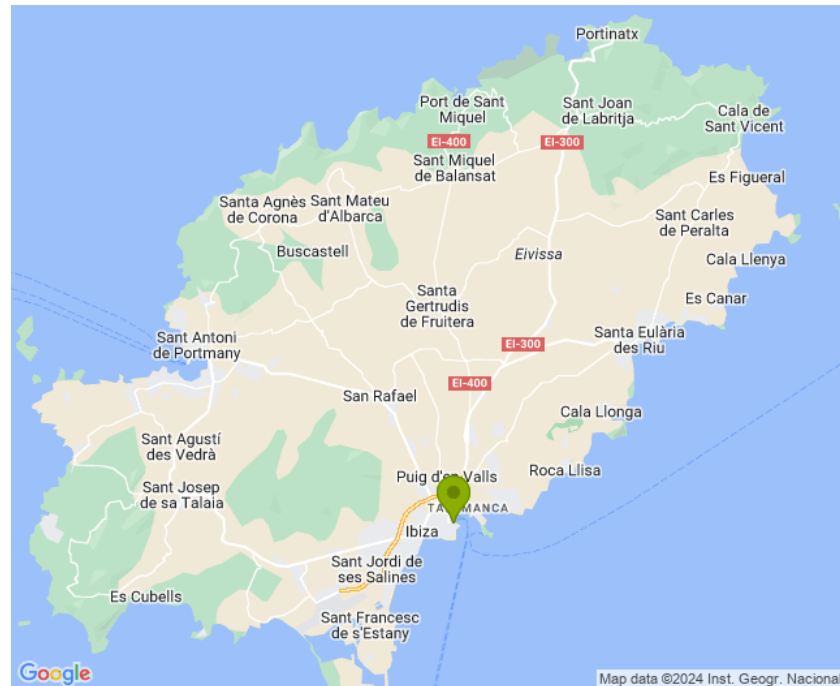 Portinatx
Port de Sant
Miquel
Sant Joan
de Labritja
Cala de
Sant Vicent
EI-400
EI-300
Sant Miquel
de Balansat
Es Figueral
Santa Agnès
de Corona
Sant Mateu
d'Albarca
Sant Carles
de Peralta
Buscastell
Eivissa
Cala Llenya
Santa
Gertrudis
de Fruitera
Es Canar
Sant Antoni
de Portmany
Santa Eulària
des Riu
EI-300
EI-400
San Rafael
Cala Llonga
Sant Agustí
des Vedrà
Roca Llisa
Puig d'en Valls
Sant Josep
de sa Talaia
Ibiza
Sant Jordi de
ses Salines
Es Cubells
Sant Francesc
de s'Estany
Google
Map data ©2024 Inst. Geogr. Nacional